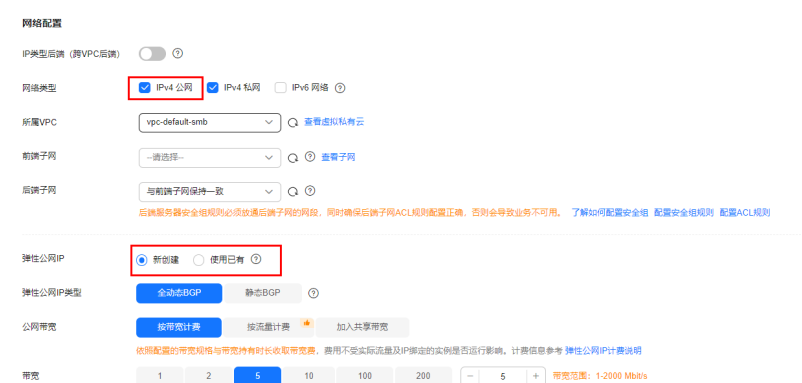 网络配置
IP类型后端（跨VPC后端）
网络类型 IPv4 公网 IPv4 私网 IPv6 网络
所属VPC vpc-default-smb 查看虚拟私有云
前端子网 --请选择-- 查看子网
后端子网 与前端子网保持一致
后端服务器安全组规则必须放通后端子网的网段，同时确保后端子网ACL规则配置正确，否则会导致业务不可用。 了解如何配置安全组 配置安全组规则 配置ACL规则
弹性公网IP 新创建 使用已有
弹性公网IP类型 全动态BGP 静态BGP
公网带宽 按带宽计费 按流量计费 加入共享带宽
依照配置的带宽规格与带宽持有时长收取带宽费，费用不受实际流量及IP绑定的实例是否运行影响。计费信息参考 弹性公网IP计费说明
带宽 1 2 5 10 100 200 − 5 + 带宽范围：1-2000 Mbit/s